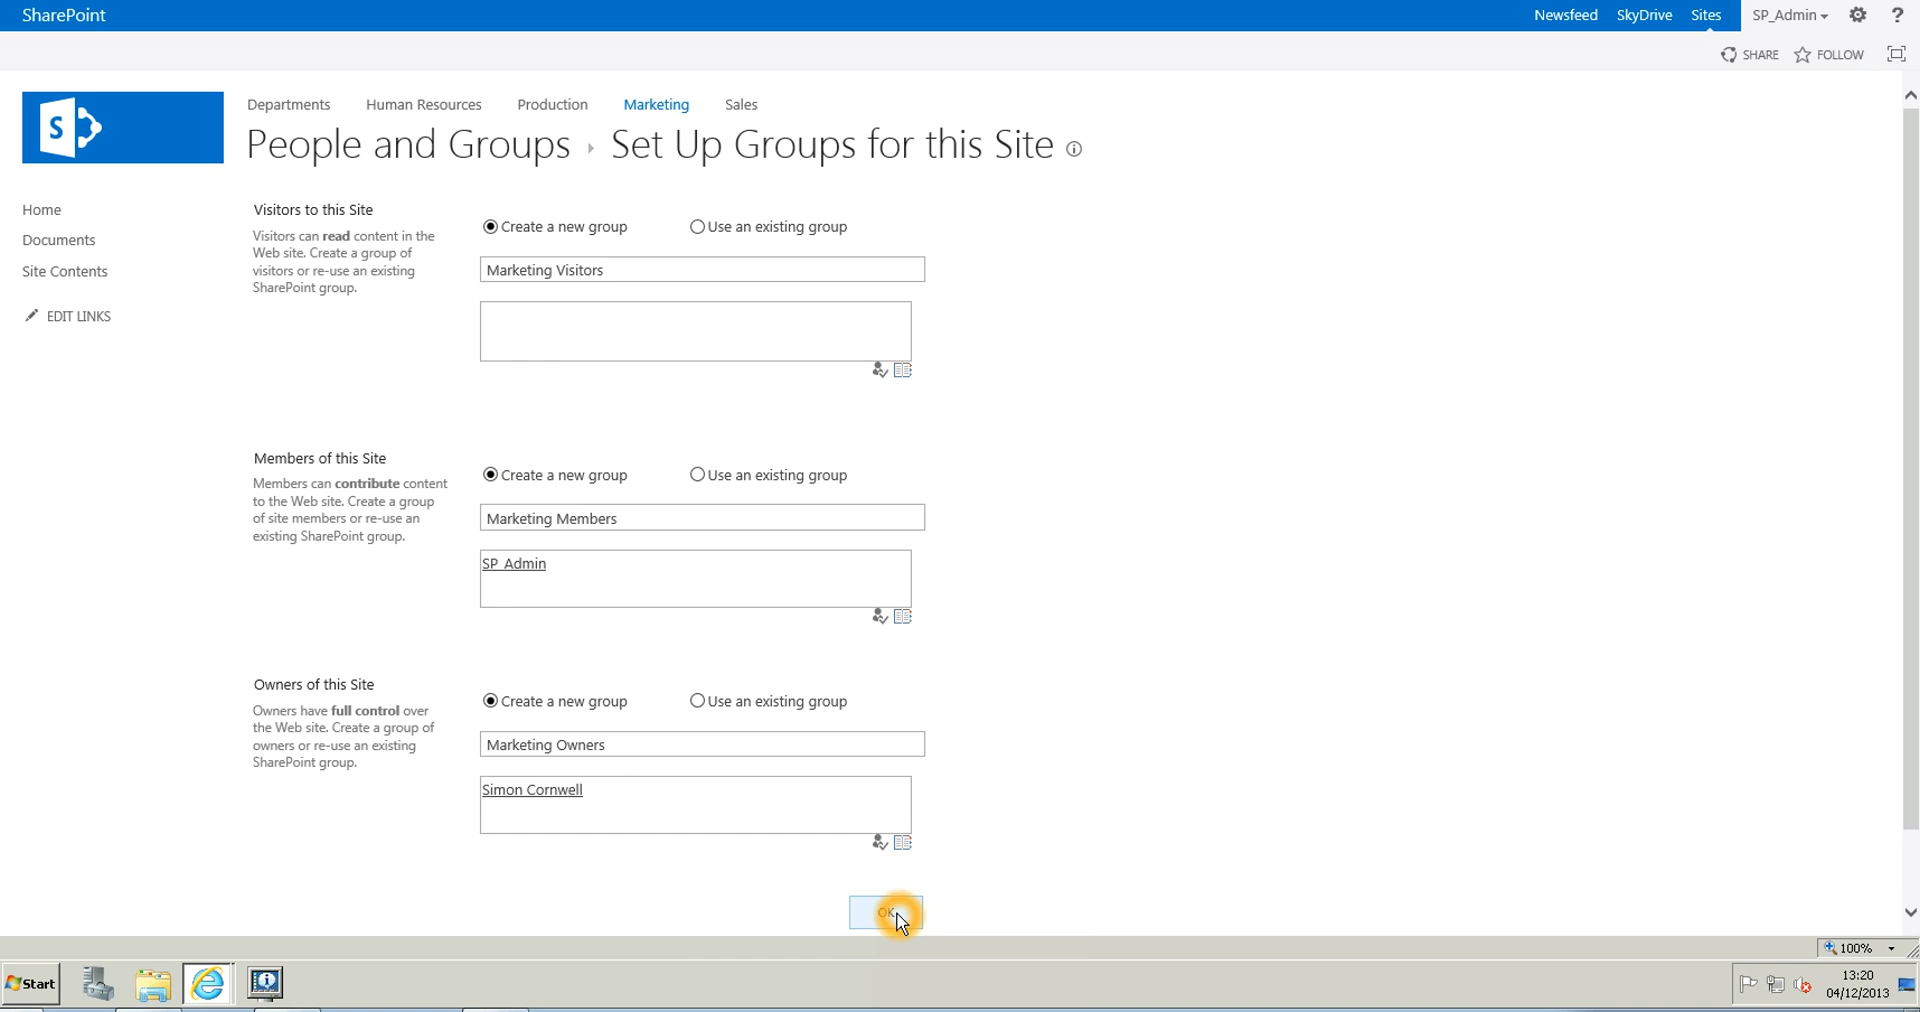 SharePoint
Newsfeed SkyDrive Sites SP_Admin ?
SHARE FOLLOW
S
Departments Human Resources Production Marketing Sales
People and Groups Set Up Groups for this Site
Home
Documents
Site Contents
EDIT LINKS
Visitors to this Site
Visitors can read content in the
Web site. Create a group of
visitors or re-use an existing
SharePoint group.
Create a new group Use an existing group
Marketing Visitors
Members of this Site
Members can contribute content
to the Web site. Create a group
of site members or re-use an
existing SharePoint group.
Create a new group Use an existing group
Marketing Members
SP_Admin
Owners of this Site
Owners have full control over
the Web site. Create a group of
owners or re-use an existing
SharePoint group.
Create a new group Use an existing group
Marketing Owners
Simon Cornwell
OK
100%
Start
13:20
04/12/2013